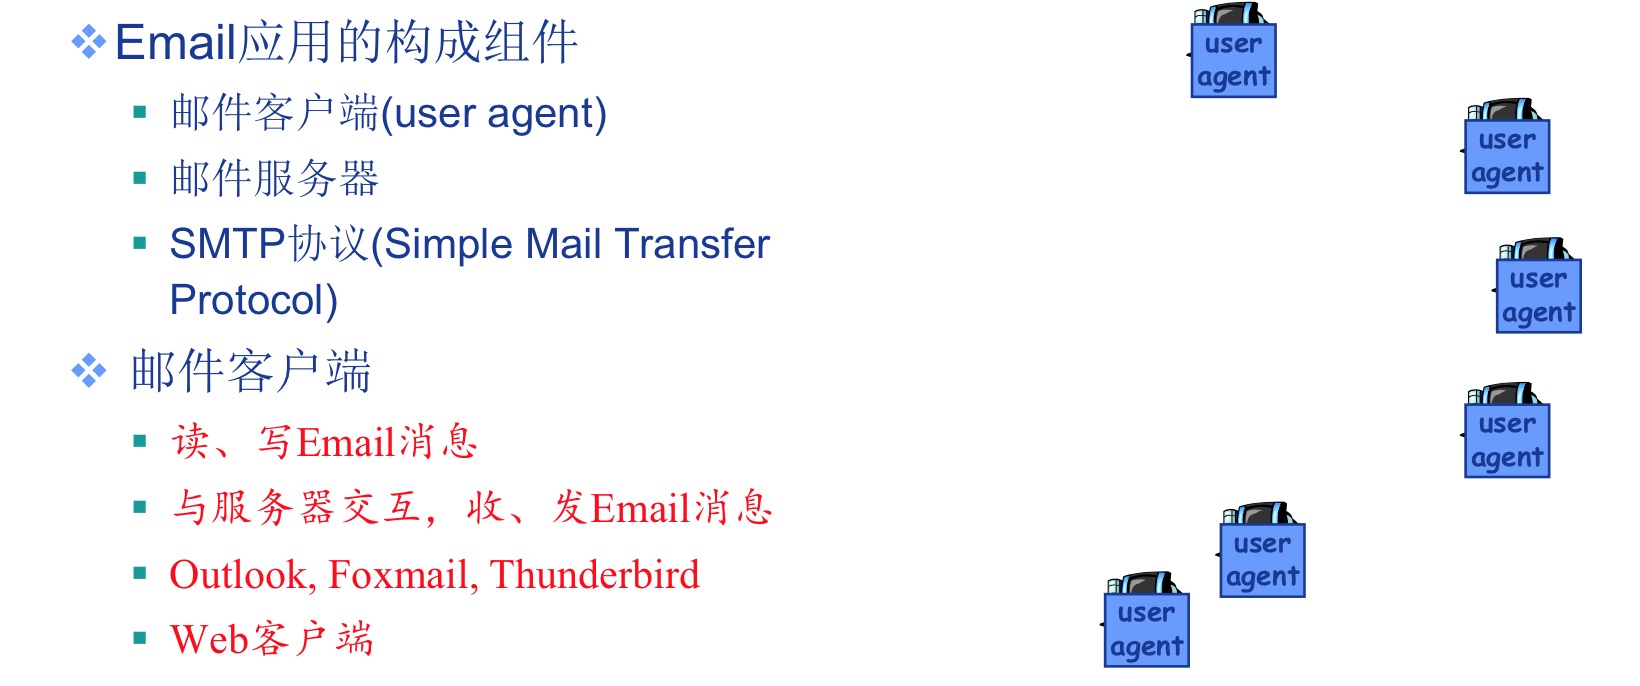 Email应用的构成组件
邮件客户端(user agent)
邮件服务器
SMTP协议(Simple Mail Transfer
Protocol)
邮件客户端
读、写Email消息
与服务器交互，收、发Email消息
Outlook, Foxmail, Thunderbird
Web客户端
user
agent
user
agent
user
agent
user
agent
user
agent
user
agent